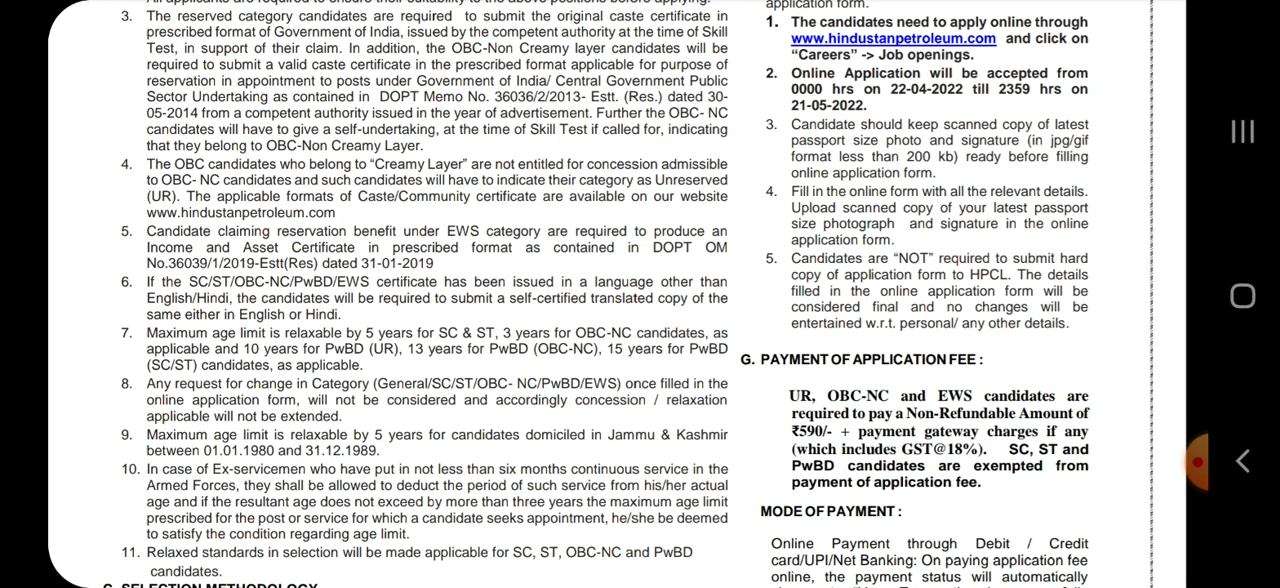 All applicants are required to ensure their suitability to the above positions before applying.
3. The reserved category candidates are required to submit the original caste certificate in
prescribed format of Government of India, issued by the competent authority at the time of Skill
Test, in support of their claim. In addition, the OBC-Non Creamy layer candidates will be
required to submit a valid caste certificate in the prescribed format applicable for purpose of
reservation in appointment to posts under Government of India/ Central Government Public
Sector Undertaking as contained in DOPT Memo No. 36036/2/2013- Estt. (Res.) dated 30-
05-2014 from a competent authority issued in the year of advertisement. Further the OBC- NC
candidates will have to give a self-undertaking, at the time of Skill Test if called for, indicating
that they belong to OBC-Non Creamy Layer.
4. The OBC candidates who belong to “Creamy Layer” are not entitled for concession admissible
to OBC- NC candidates and such candidates will have to indicate their category as Unreserved
(UR). The applicable formats of Caste/Community certificate are available on our website
www.hindustanpetroleum.com
5. Candidate claiming reservation benefit under EWS category are required to produce an
Income and Asset Certificate in prescribed format as contained in DOPT OM
No.36039/1/2019-Estt(Res) dated 31-01-2019
6. If the SC/ST/OBC-NC/PwBD/EWS certificate has been issued in a language other than
English/Hindi, the candidates will be required to submit a self-certified translated copy of the
same either in English or Hindi.
7. Maximum age limit is relaxable by 5 years for SC & ST, 3 years for OBC-NC candidates, as
applicable and 10 years for PwBD (UR), 13 years for PwBD (OBC-NC), 15 years for PwBD
(SC/ST) candidates, as applicable.
8. Any request for change in Category (General/SC/ST/OBC- NC/PwBD/EWS) once filled in the
online application form, will not be considered and accordingly concession / relaxation
applicable will not be extended.
9. Maximum age limit is relaxable by 5 years for candidates domiciled in Jammu & Kashmir
between 01.01.1980 and 31.12.1989.
10. In case of Ex-servicemen who have put in not less than six months continuous service in the
Armed Forces, they shall be allowed to deduct the period of such service from his/her actual
age and if the resultant age does not exceed by more than three years the maximum age limit
prescribed for the post or service for which a candidate seeks appointment, he/she be deemed
to satisfy the condition regarding age limit.
11. Relaxed standards in selection will be made applicable for SC, ST, OBC-NC and PwBD
candidates.
SELECTION METHODOLOGY
application form.
1. The candidates need to apply online through
www.hindustanpetroleum.com and click on
“Careers” -> Job openings.
2. Online Application will be accepted from
0000 hrs on 22-04-2022 till 2359 hrs on
21-05-2022.
3. Candidate should keep scanned copy of latest
passport size photo and signature (in jpg/gif
format less than 200 kb) ready before filling
online application form.
4. Fill in the online form with all the relevant details.
Upload scanned copy of your latest passport
size photograph and signature in the online
application form.
5. Candidates are “NOT” required to submit hard
copy of application form to HPCL. The details
filled in the online application form will be
considered final and no changes will be
entertained w.r.t. personal/ any other details.
G. PAYMENT OF APPLICATION FEE :
UR, OBC-NC and EWS candidates are
required to pay a Non-Refundable Amount of
₹590/- + payment gateway charges if any
(which includes GST@18%). SC, ST and
PwBD candidates are exempted from
payment of application fee.
MODE OF PAYMENT :
Online Payment through Debit / Credit
card/UPI/Net Banking: On paying application fee
online, the payment status will automatically